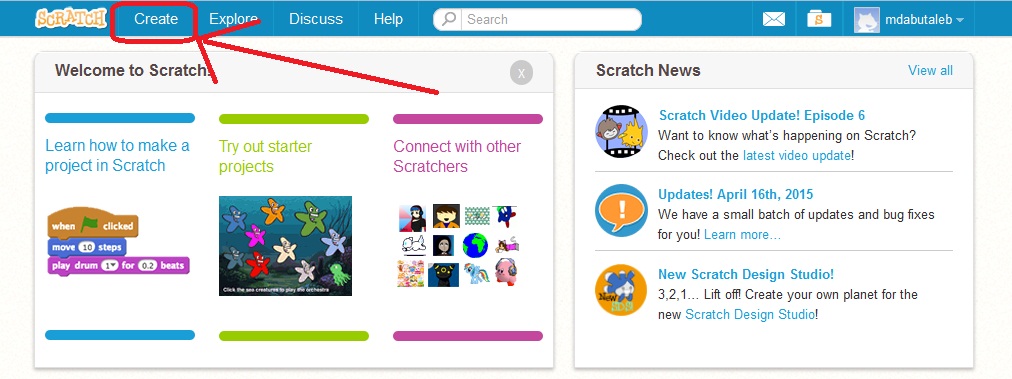 SCRATCH Create Explore Discuss Help Search mdabutaleb
Welcome to Scratch! x
Learn how to make a
project in Scratch
when clicked
move 10 steps
play drum 1 for 0.2 beats
Try out starter
projects
Click the sea creatures to play the orchestra
Connect with other
Scratchers
Scratch News View all
Scratch Video Update! Episode 6
Want to know what's happening on Scratch?
Check out the latest video update!
Updates! April 16th, 2015
We have a small batch of updates and bug fixes
for you! Learn more...
New Scratch Design Studio!
3,2,1... Lift off! Create your own planet for the
new Scratch Design Studio!